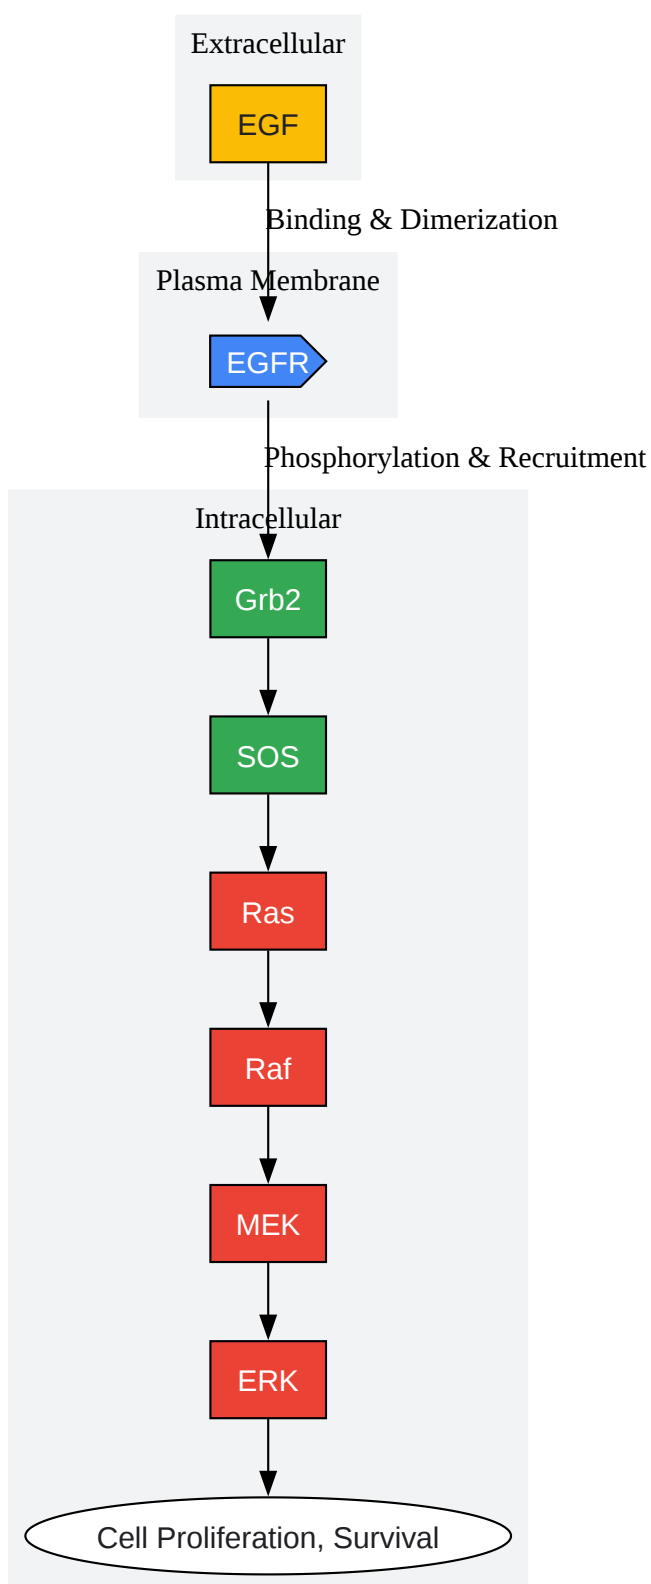 Extracellular
EGF
Binding & Dimerization
Plasma Membrane
EGFR
Phosphorylation & Recruitment
Intracellular
Grb2
SOS
Ras
Raf
MEK
ERK
Cell Proliferation, Survival